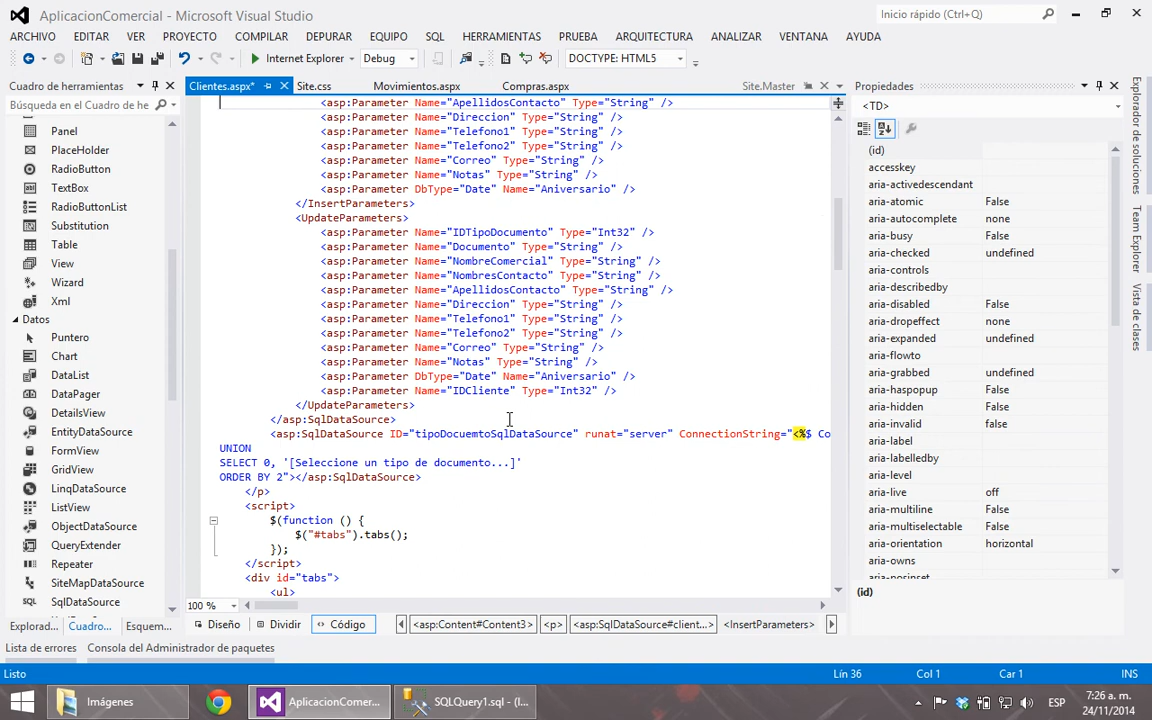 AplicacionComercial - Microsoft Visual Studio
Inicio rápido (Ctrl+Q)
ARCHIVO EDITAR VER PROYECTO COMPILAR DEPURAR EQUIPO SQL HERRAMIENTAS PRUEBA ARQUITECTURA ANALIZAR VENTANA AYUDA
Internet Explorer Debug DOCTYPE: HTML5
Cuadro de herramientas
Búsqueda en el Cuadro de he
Panel
PlaceHolder
RadioButton
TextBox
RadioButtonList
Substitution
Table
View
Wizard
Xml
Datos
Puntero
Chart
DataList
DataPager
DetailsView
EntityDataSource
FormView
GridView
LinqDataSource
ListView
ObjectDataSource
QueryExtender
Repeater
SiteMapDataSource
SqlDataSource
Explorad... Cuadro... Esquem...
Clientes.aspx* Site.css Movimientos.aspx Compras.aspx Site.Master
<asp:Parameter Name="ApellidosContacto" Type="String" />
<asp:Parameter Name="Direccion" Type="String" />
<asp:Parameter Name="Telefono1" Type="String" />
<asp:Parameter Name="Telefono2" Type="String" />
<asp:Parameter Name="Correo" Type="String" />
<asp:Parameter Name="Notas" Type="String" />
<asp:Parameter DbType="Date" Name="Aniversario" />
</InsertParameters>
<UpdateParameters>
<asp:Parameter Name="IDTipoDocumento" Type="Int32" />
<asp:Parameter Name="Documento" Type="String" />
<asp:Parameter Name="NombreComercial" Type="String" />
<asp:Parameter Name="NombresContacto" Type="String" />
<asp:Parameter Name="ApellidosContacto" Type="String" />
<asp:Parameter Name="Direccion" Type="String" />
<asp:Parameter Name="Telefono1" Type="String" />
<asp:Parameter Name="Telefono2" Type="String" />
<asp:Parameter Name="Correo" Type="String" />
<asp:Parameter Name="Notas" Type="String" />
<asp:Parameter DbType="Date" Name="Aniversario" />
<asp:Parameter Name="IDCliente" Type="Int32" />
</UpdateParameters>
</asp:SqlDataSource>
<asp:SqlDataSource ID="tipoDocuemtoSqlDataSource" runat="server" ConnectionString="<%$ Co
UNION
SELECT 0, '[Seleccione un tipo de documento...]'
ORDER BY 2"></asp:SqlDataSource>
</p>
<script>
$(function () {
$("#tabs").tabs();
});
</script>
<div id="tabs">
<ul>
100 %
Diseño Dividir Código <asp:Content#Content3> <p> <asp:SqlDataSource#client...> <InsertParameters>
Propiedades
<TD>
(id)
accesskey
aria-activedescendant
aria-atomic False
aria-autocomplete none
aria-busy False
aria-checked undefined
aria-controls
aria-describedby
aria-disabled False
aria-dropeffect none
aria-expanded undefined
aria-flowto
aria-grabbed undefined
aria-haspopup False
aria-hidden False
aria-invalid false
aria-label
aria-labelledby
aria-level
aria-live off
aria-multiline False
aria-multiselectable False
aria-orientation horizontal
aria-owns
aria-posinset
(id)
Explorador de soluciones
Team Explorer
Vista de clases
Lista de errores Consola del Administrador de paquetes
Listo Lín 36 Col 1 Car 1 INS
Imágenes
AplicacionComer...
SQLQuery1.sql - (l...
ESP
7:26 a. m.
24/11/2014